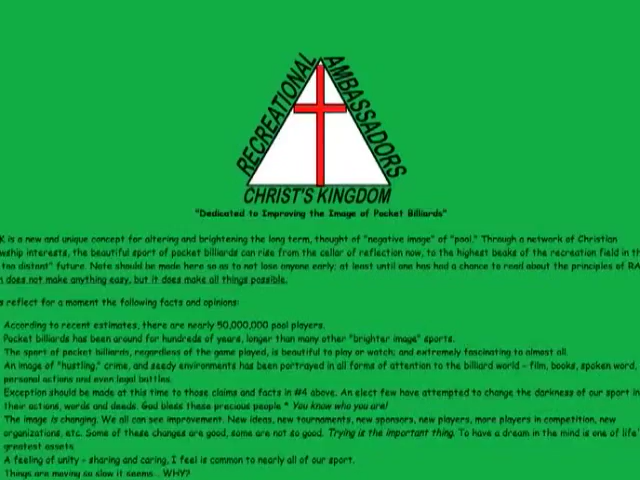 RECREATIONAL
AMBASSADORS
CHRIST'S KINGDOM
"Dedicated to Improving the Image of Pocket Billiards"
K is a new and unique concept for altering and brightening the long term, thought of "negative image" of "pool." Through a network of Christian
wship interests, the beautiful sport of pocket billiards can rise from the cellar of reflection now, to the highest beaks of the recreation field in th
too distant" future. Note should be made here so as to not lose anyone early; at least until one has had a chance to read about the principles of RA
does not make anything easy, but it does make all things possible.
s reflect for a moment the following facts and opinions:
According to recent estimates, there are nearly 50,000,000 pool players.
Pocket billiards has been around for hundreds of years, longer than many other "brighter image" sports.
The sport of pocket billiards, regardless of the game played, is beautiful to play or watch; and extremely fascinating to almost all.
An image of "hustling," crime, and seedy environments has been portrayed in all forms of attention to the billiard world - film, books, spoken word,
personal actions and even legal battles.
Exception should be made at this time to those claims and facts in #4 above. An elect few have attempted to change the darkness of our sport in
their actions, words and deeds. God bless these precious people * You know who you are!
The image is changing. We all can see improvement. New ideas, new tournaments, new sponsors, new players, more players in competition, new
organizations, etc. Some of these changes are good, some are not so good. Trying is the important thing. To have a dream in the mind is one of life'
greatest assets.
A feeling of unity - sharing and caring, I feel is common to nearly all of our sport.
Things are moving so slow it seems... WHY?